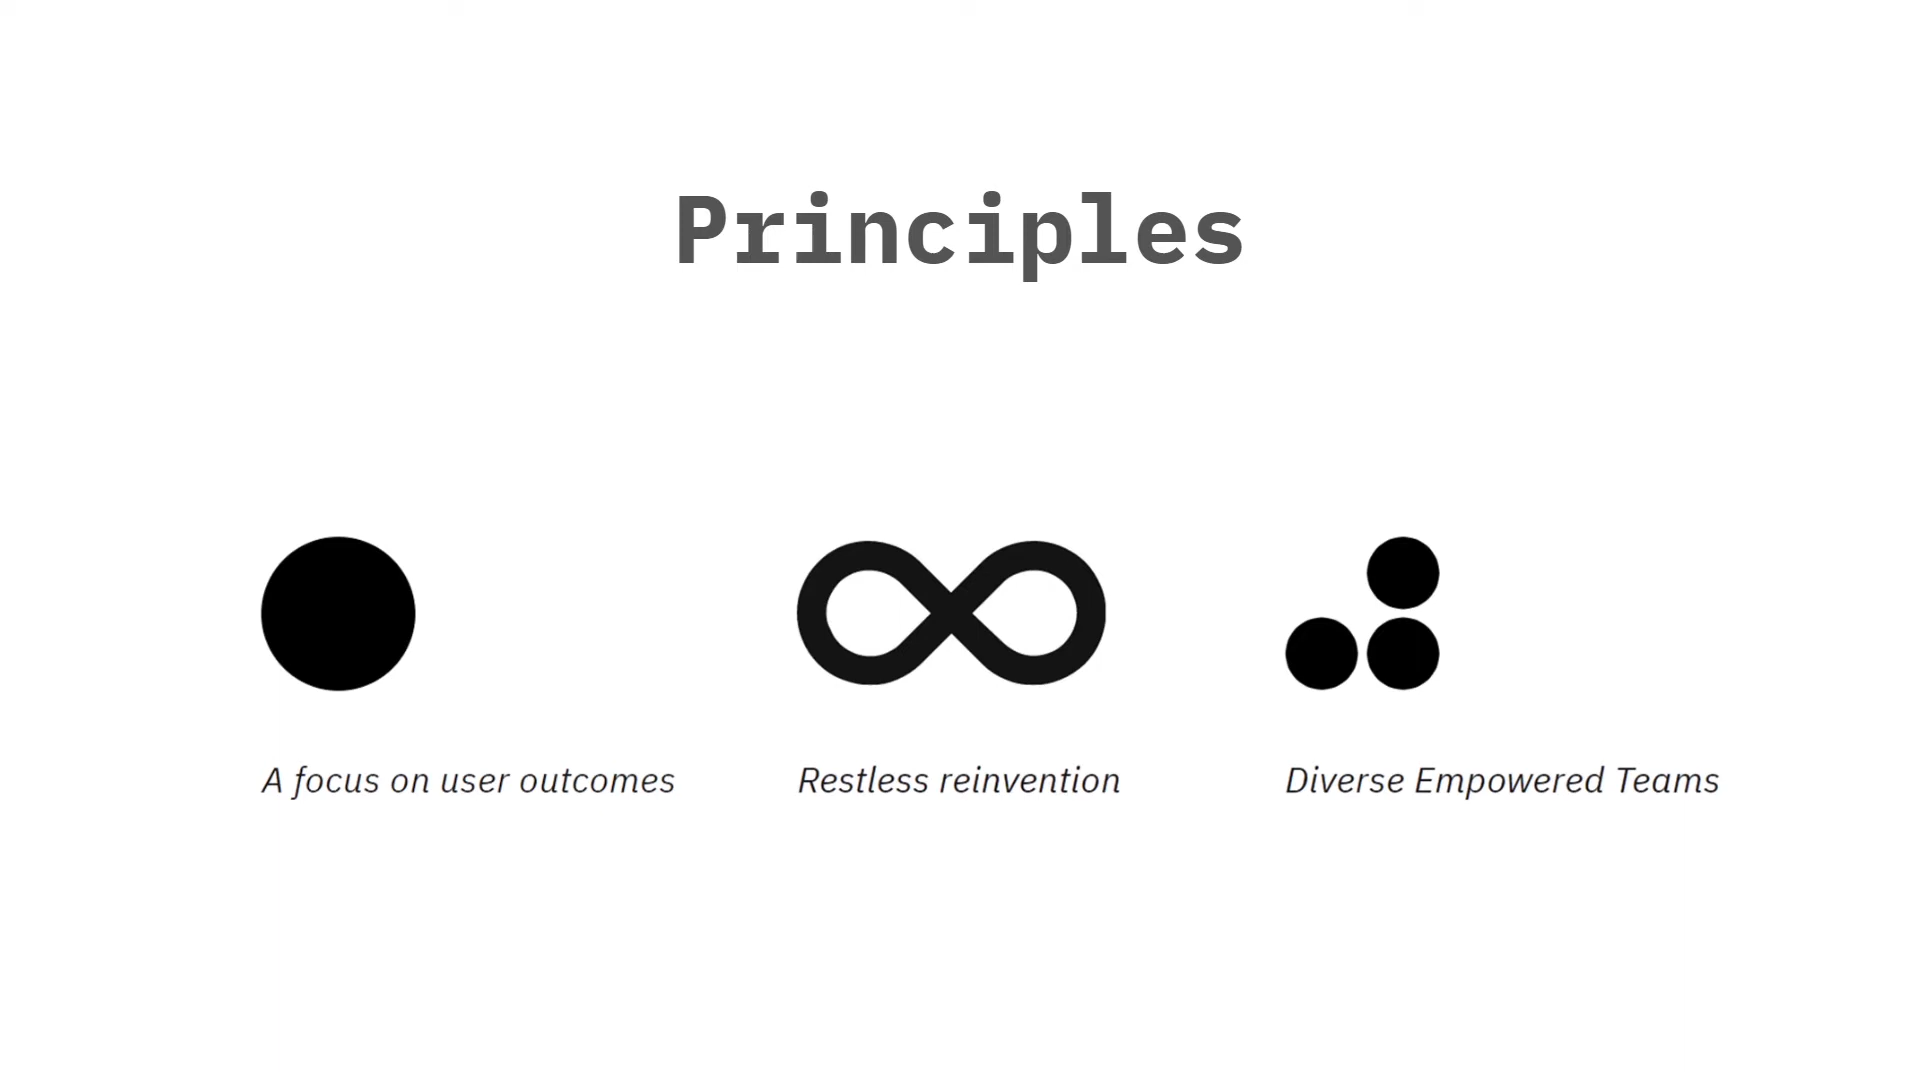 Principles
A focus on user outcomes
Restless reinvention
Diverse Empowered Teams